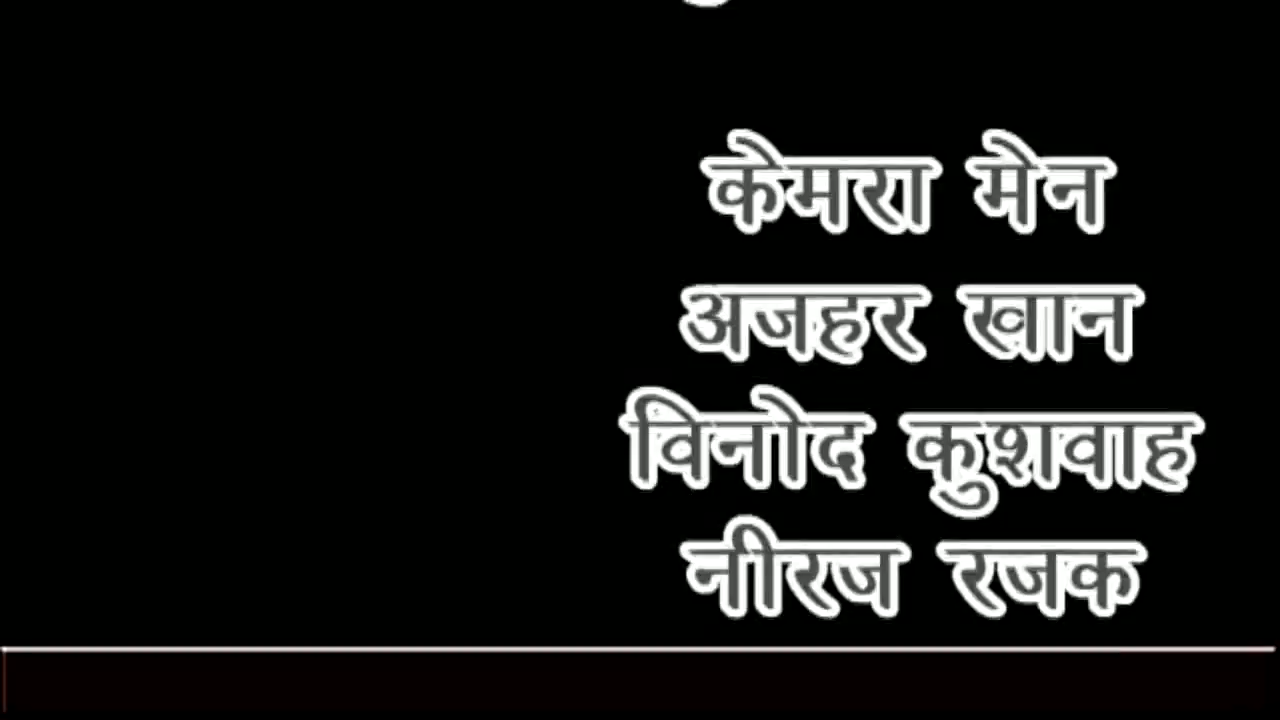 केमरा मेन
अजहर खान
विनोद कुशवाह
नीरज रजक